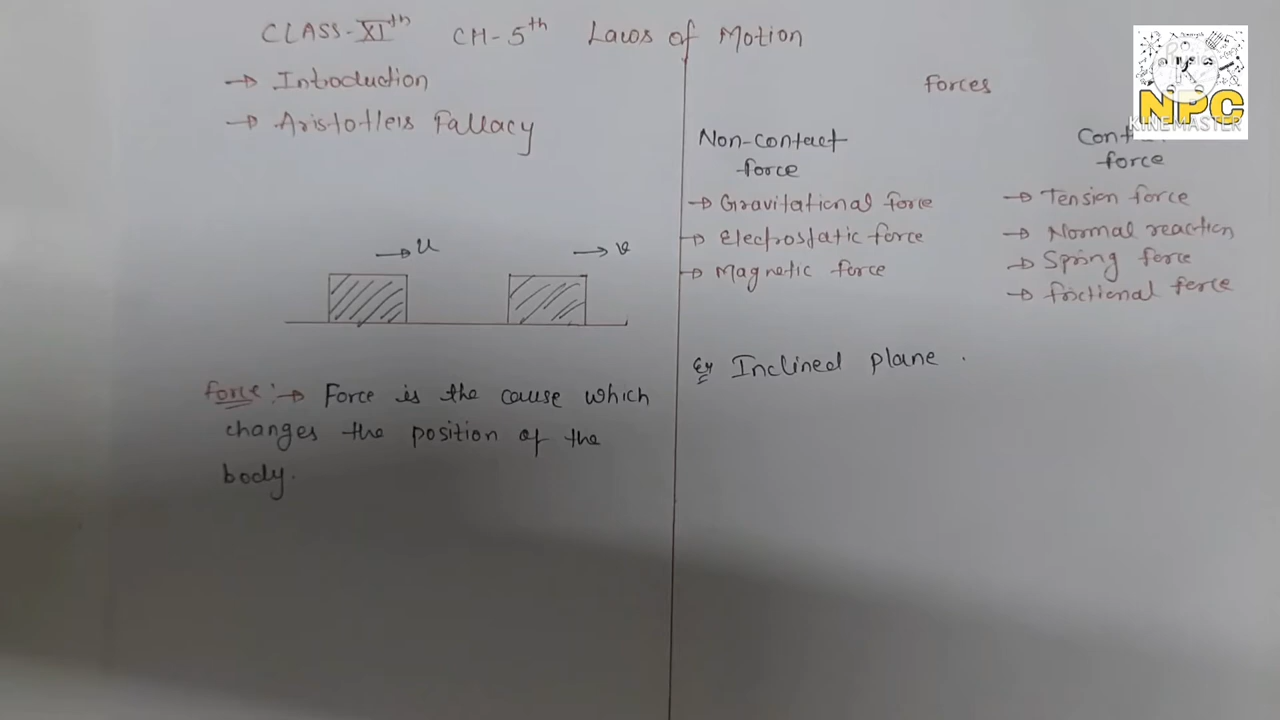 CLASS-XIth CH-5th Laws of Motion
→ Introduction
→ Aristotleis Fallacy
u
v
Force :→ Force is the cause which
changes the position of the
body.
Forces
Non-contact
force
→ Gravitational force
→ Electrostatic force
→ Magnetic force
force
→ Tension force
→ Normal reaction
→ Spring force
→ frictional force
Ex Inclined plane .
Physics
NPC
KINEMASTER